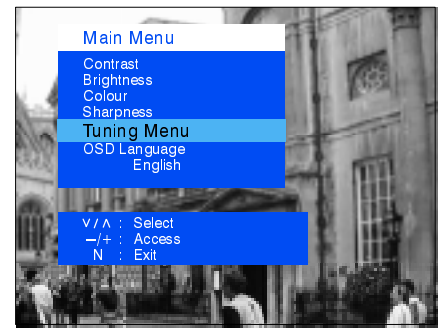 Main Menu
Contrast
Brightness
Colour
Sharpness
Tuning Menu
OSD Language
English
∨/∧ : Select
–/+ : Access
N : Exit